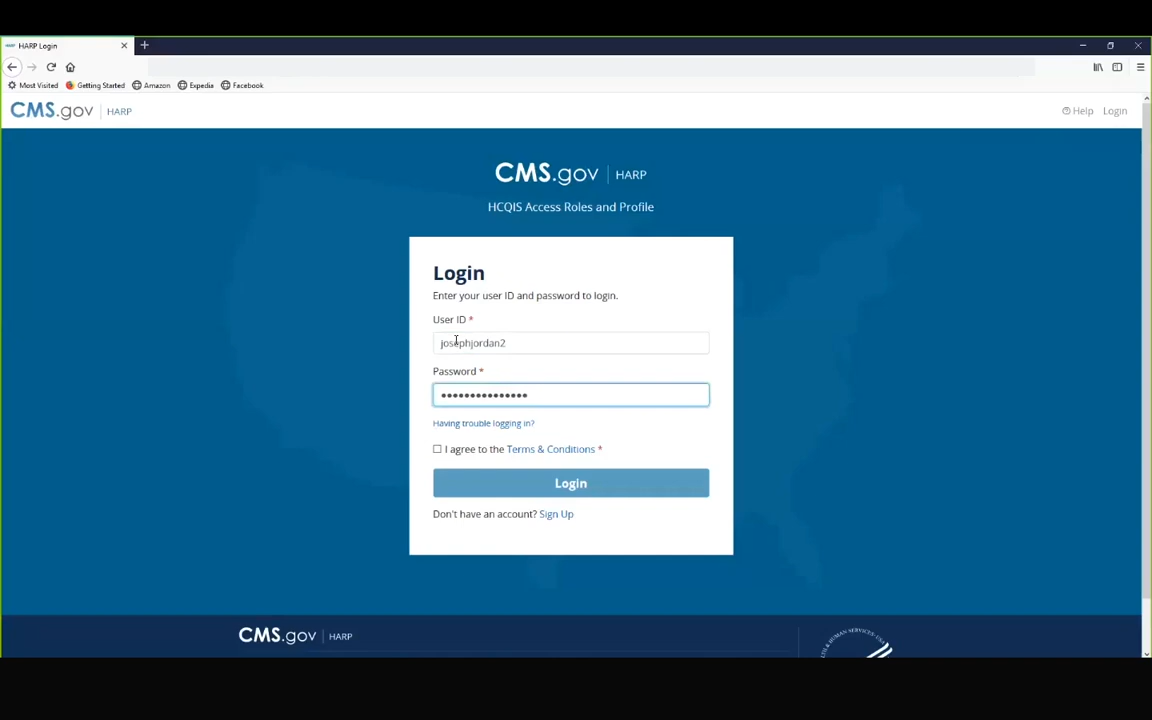 HARP Login
Most Visited Getting Started Amazon Expedia Facebook
CMS.gov HARP Help Login
CMS.gov HARP
HCQIS Access Roles and Profile
Login
Enter your user ID and password to login.
User ID *
josephjordan2
Password *
•••••••••••••••
Having trouble logging in?
I agree to the Terms & Conditions *
Login
Don't have an account? Sign Up
CMS.gov HARP
HUMAN SERVICES